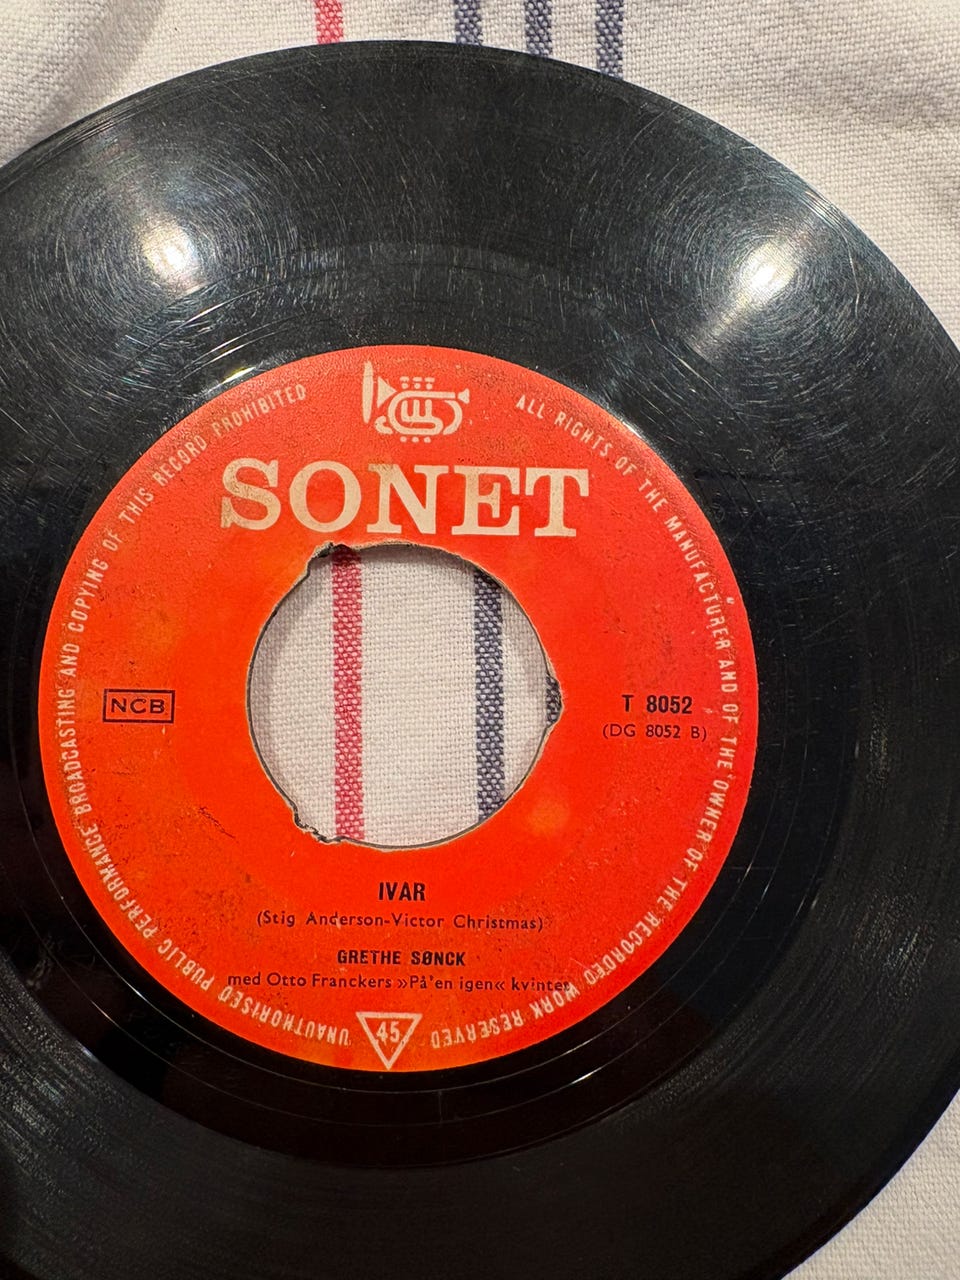 SONET
UNAUTHORISED PUBLIC PERFORMANCE BROADCASTING AND COPYING OF THIS RECORD PROHIBITED
ALL RIGHTS OF THE MANUFACTURER AND OF THE OWNER OF THE RECORDED WORK RESERVED
NCB
T 8052
(DG 8052 B)
IVAR
(Stig Anderson-Victor Christmas)
GRETHE SØNCK
med Otto Franckers »På'en igen« kvintet
45